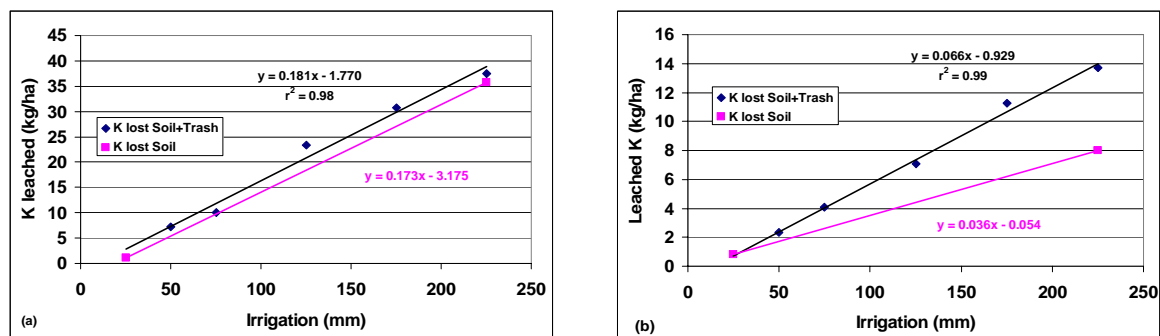 45
40
35
30
25
20
15
10
5
0
K leached (kg/ha)
y = 0.181x - 1.770
r² = 0.98
K lost Soil+Trash
K lost Soil
y = 0.173x - 3.175
0 50 100 150 200 250
Irrigation (mm)
(a)
16
14
12
10
8
6
4
2
0
Leached K (kg/ha)
y = 0.066x - 0.929
r² = 0.99
K lost Soil+Trash
K lost Soil
y = 0.036x - 0.054
0 50 100 150 200 250
Irrigation (mm)
(b)